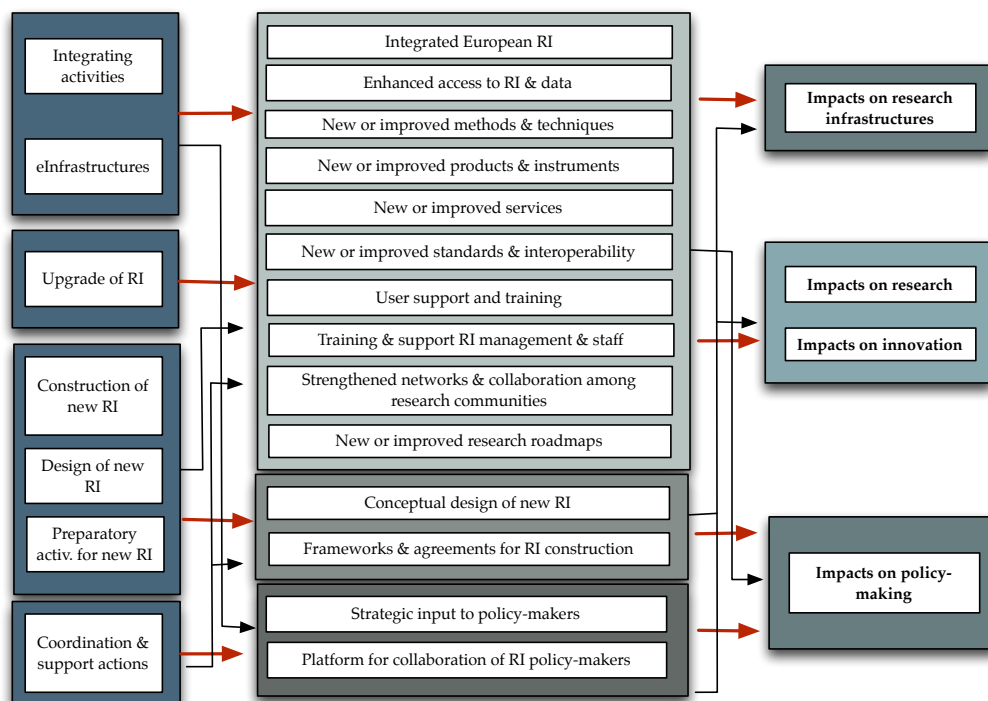 Integrating
activities
eInfrastructures
Upgrade of RI
Construction of
new RI
Design of new
RI
Preparatory
activ. for new RI
Coordination &
support actions
Integrated European RI
Enhanced access to RI & data
New or improved methods & techniques
New or improved products & instruments
New or improved services
New or improved standards & interoperability
User support and training
Training & support RI management & staff
Strengthened networks & collaboration among
research communities
New or improved research roadmaps
Conceptual design of new RI
Frameworks & agreements for RI construction
Strategic input to policy-makers
Platform for collaboration of RI policy-makers
Impacts on research
infrastructures
Impacts on research
Impacts on innovation
Impacts on policy-
making